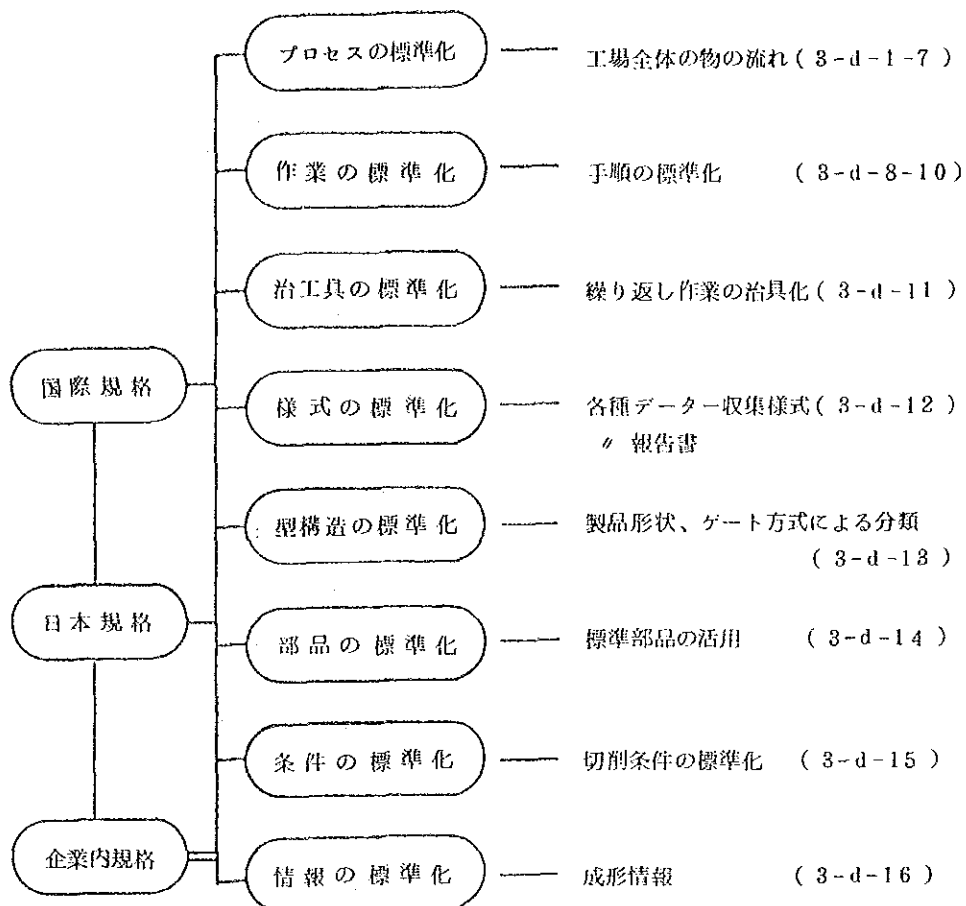 プロセスの標準化
工場全体の物の流れ ( 3-d-1-7 )
作業の標準化
手順の標準化 ( 3-d-8-10 )
治工具の標準化
繰り返し作業の治具化 ( 3-d-11 )
国際規格
様式の標準化
各種データー収集様式 ( 3-d-12 )
〃 報告書
型構造の標準化
製品形状、ゲート方式による分類
( 3-d-13 )
日本規格
部品の標準化
標準部品の活用 ( 3-d-14 )
条件の標準化
切削条件の標準化 ( 3-d-15 )
企業内規格
情報の標準化
成形情報 ( 3-d-16 )